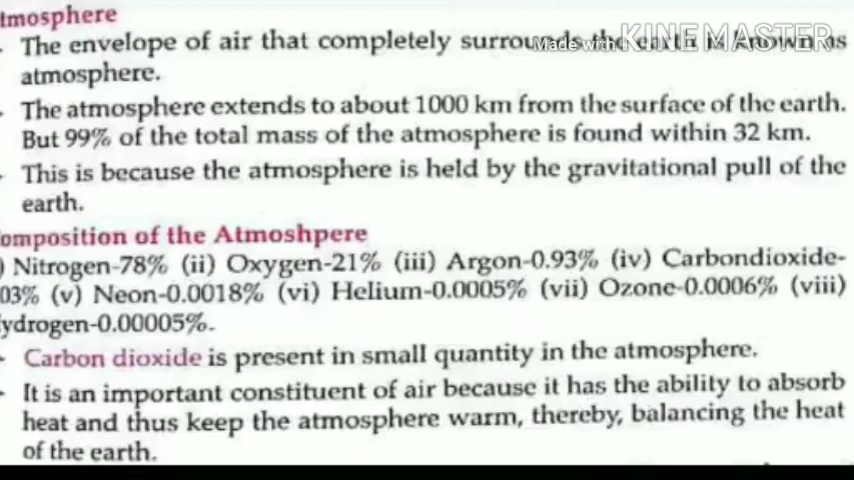 tmosphere
The envelope of air that completely surrounds the earth is known as
Made with KINEMASTER
atmosphere.
The atmosphere extends to about 1000 km from the surface of the earth.
But 99% of the total mass of the atmosphere is found within 32 km.
This is because the atmosphere is held by the gravitational pull of the
earth.
omposition of the Atmoshpere
) Nitrogen-78% (ii) Oxygen-21% (iii) Argon-0.93% (iv) Carbondioxide-
03% (v) Neon-0.0018% (vi) Helium-0.0005% (vii) Ozone-0.0006% (viii)
ydrogen-0.00005%.
Carbon dioxide is present in small quantity in the atmosphere.
It is an important constituent of air because it has the ability to absorb
heat and thus keep the atmosphere warm, thereby, balancing the heat
of the earth.